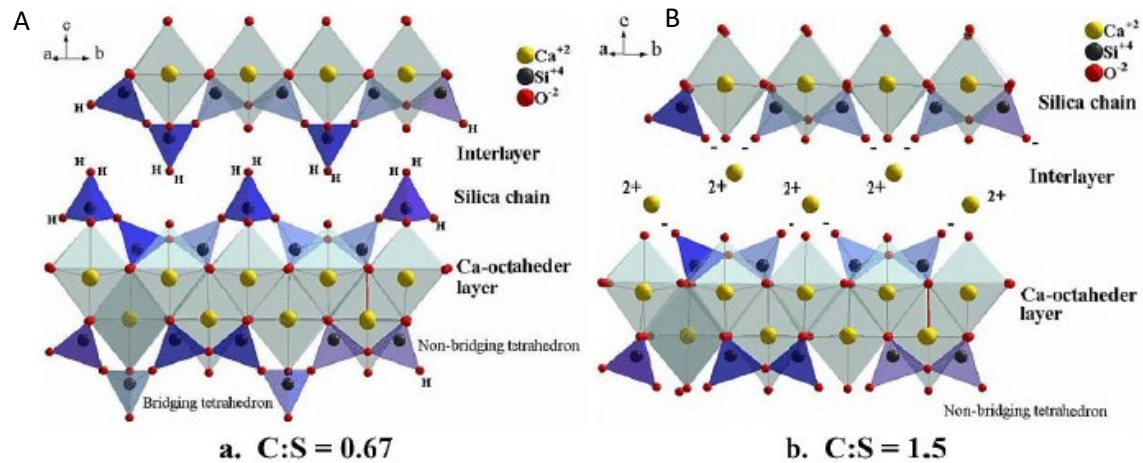 A
c
a b
Ca+2
Si+4
O-2
H
H
Interlayer
H H H H
H H H H H H
Silica chain
H H H
Ca-octaheder
layer
Non-bridging tetrahedron
H
Bridging tetrahedron
a. C:S = 0.67
B
c
a b
Ca+2
Si+4
O-2
Silica chain
- - - - -
2+ 2+
Interlayer
2+ 2+ 2+
- - - -
Ca-octaheder
layer
Non-bridging tetrahedron
b. C:S = 1.5